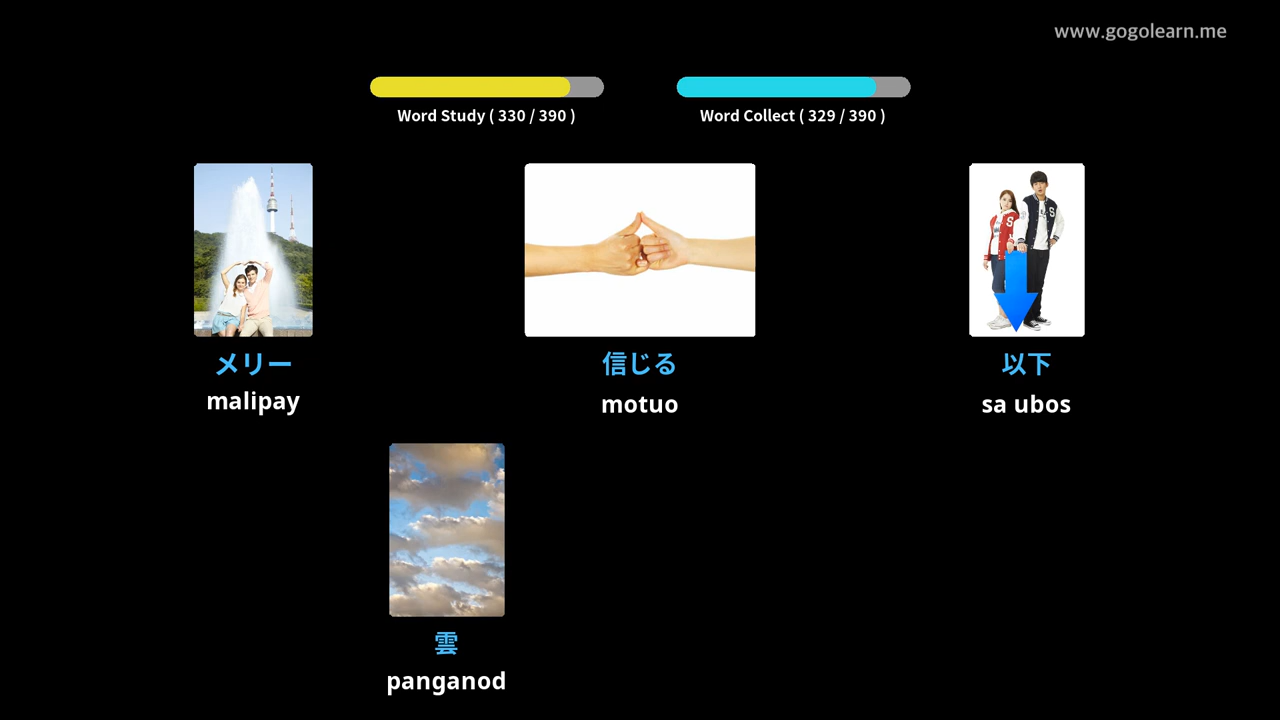 www.gogolearn.me
Word Study ( 330 / 390 )
Word Collect ( 329 / 390 )
メリー
malipay
信じる
motuo
以下
sa ubos
雲
panganod